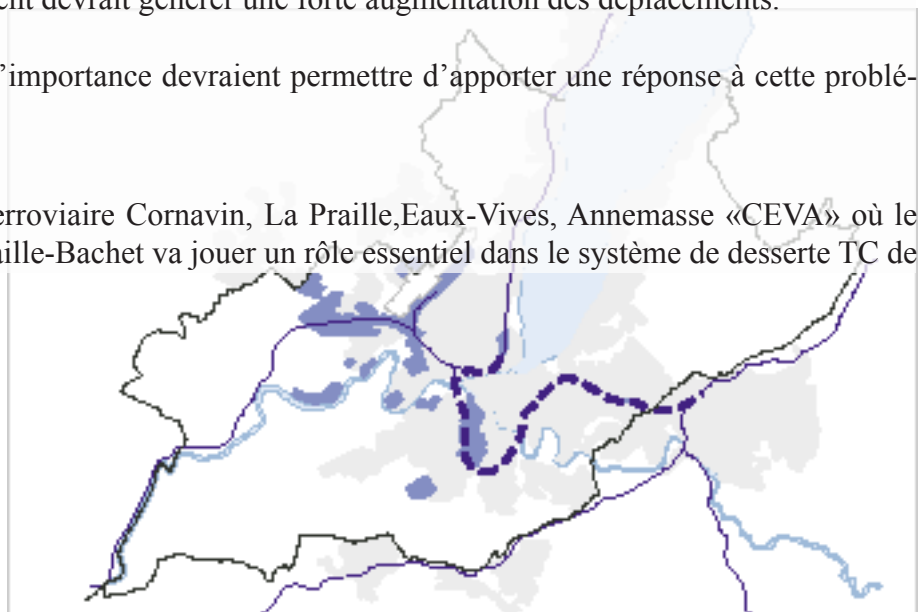 ent devrait générer une forte augmentation des déplacements.
’importance devraient permettre d’apporter une réponse à cette problé-
erroviaire Cornavin, La Praille,Eaux-Vives, Annemasse «CEVA» où le
aille-Bachet va jouer un rôle essentiel dans le système de desserte TC de